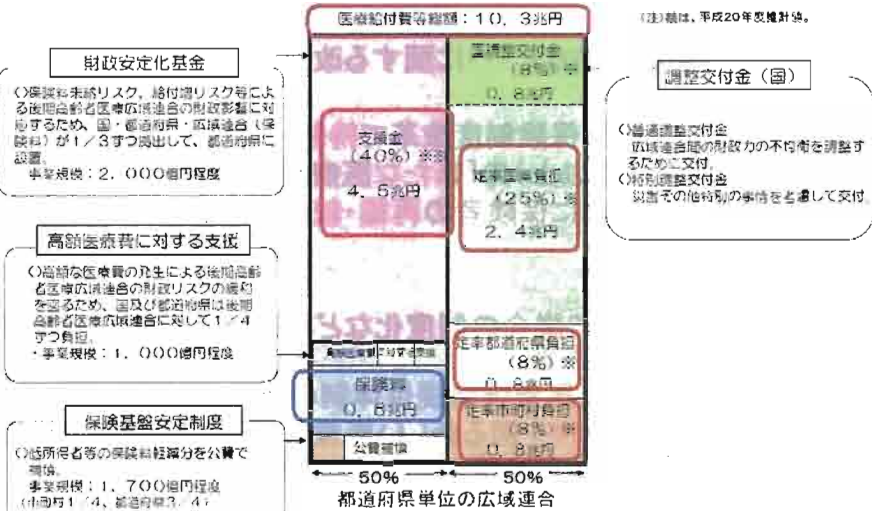 医療給付費等総額：10.3兆円
(注)額は、平成20年度推計値。
財政安定化基金
○保険料未納リスク、給付増リスク等によ
る後期高齢者医療広域連合の財政影響に対
応するため、国・都道府県・広域連合（保
険料）が1/3ずつ拠出して、都道府県に
設置。
事業規模：2,000億円程度
高額医療費に対する支援
○高額な医療費の発生による後期高齢
者医療広域連合の財政リスクの緩和
を図るため、国及び都道府県は後期
高齢者医療広域連合に対して1/4
ずつ負担。
・事業規模：1,000億円程度
保険基盤安定制度
○低所得者等の保険料軽減分を公費で
補填。
事業規模：1,700億円程度
(市町村1/4、都道府県3/4)
支援金
(40%)※※
4.5兆円
高額医療費に対する支援
保険料
0.8兆円
公費補填
調整交付金
(8%)※
0.8兆円
定率国庫負担
(25%)※
2.4兆円
定率都道府県負担
(8%)※
0.8兆円
定率市町村負担
(8%)※
0.8兆円
50%
50%
都道府県単位の広域連合
調整交付金（国）
○普通調整交付金
広域連合間の財政力の不均衡を調整す
るために交付。
○特別調整交付金
災害その他特別の事情を考慮して交付